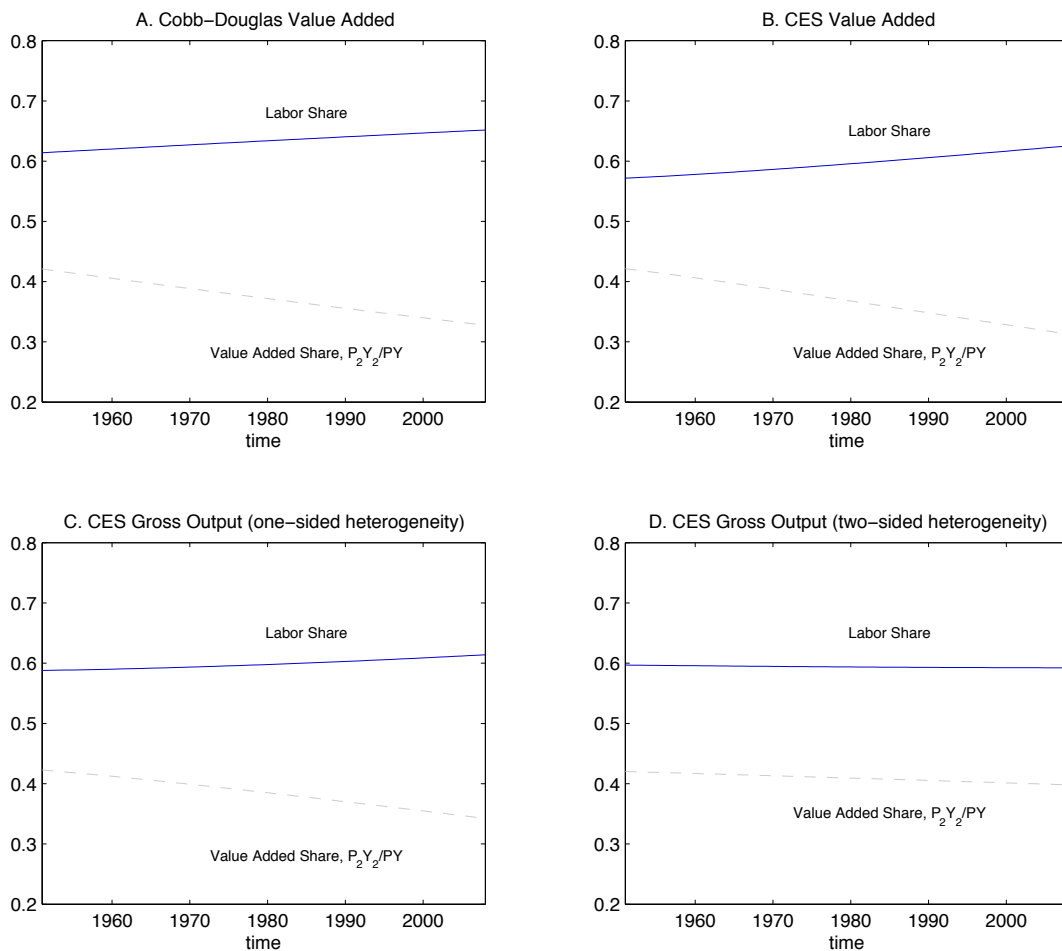 A. Cobb−Douglas Value Added
0.8
0.7
0.6
0.5
0.4
0.3
0.2
Labor Share
Value Added Share, P2Y2/PY
1960 1970 1980 1990 2000
time
B. CES Value Added
0.8
0.7
0.6
0.5
0.4
0.3
0.2
Labor Share
Value Added Share, P2Y2/PY
1960 1970 1980 1990 2000
time
C. CES Gross Output (one−sided heterogeneity)
0.8
0.7
0.6
0.5
0.4
0.3
0.2
Labor Share
Value Added Share, P2Y2/PY
1960 1970 1980 1990 2000
time
D. CES Gross Output (two−sided heterogeneity)
0.8
0.7
0.6
0.5
0.4
0.3
0.2
Labor Share
Value Added Share, P2Y2/PY
1960 1970 1980 1990 2000
time